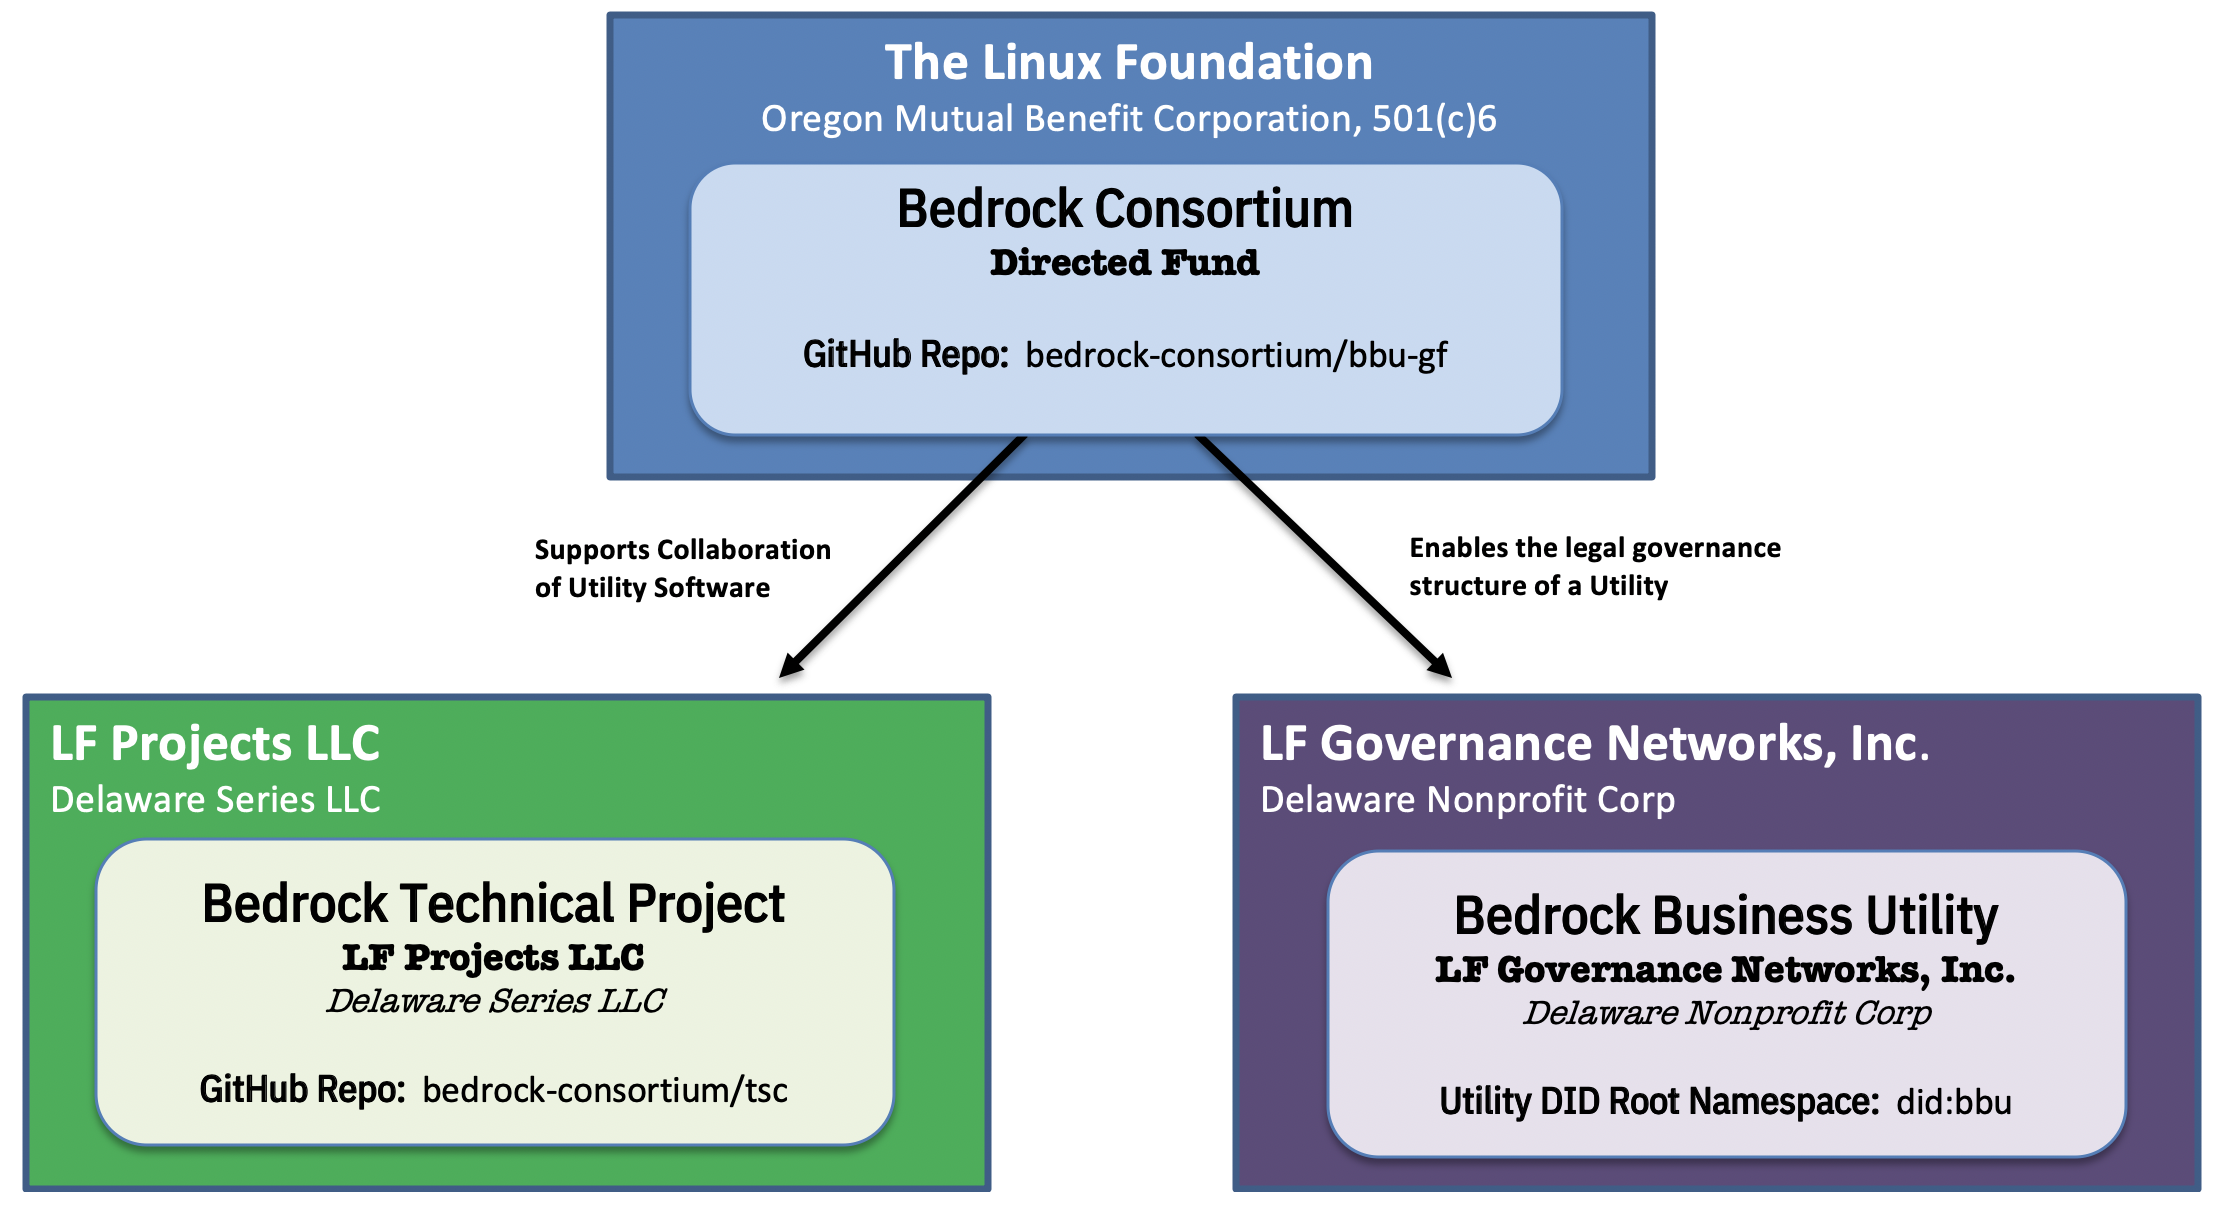 The Linux Foundation
Oregon Mutual Benefit Corporation, 501(c)6
Bedrock Consortium
Directed Fund
GitHub Repo: bedrock-consortium/bbu-gf
Supports Collaboration
of Utility Software
Enables the legal governance
structure of a Utility
LF Projects LLC
Delaware Series LLC
Bedrock Technical Project
LF Projects LLC
Delaware Series LLC
GitHub Repo: bedrock-consortium/tsc
LF Governance Networks, Inc.
Delaware Nonprofit Corp
Bedrock Business Utility
LF Governance Networks, Inc.
Delaware Nonprofit Corp
Utility DID Root Namespace: did:bbu